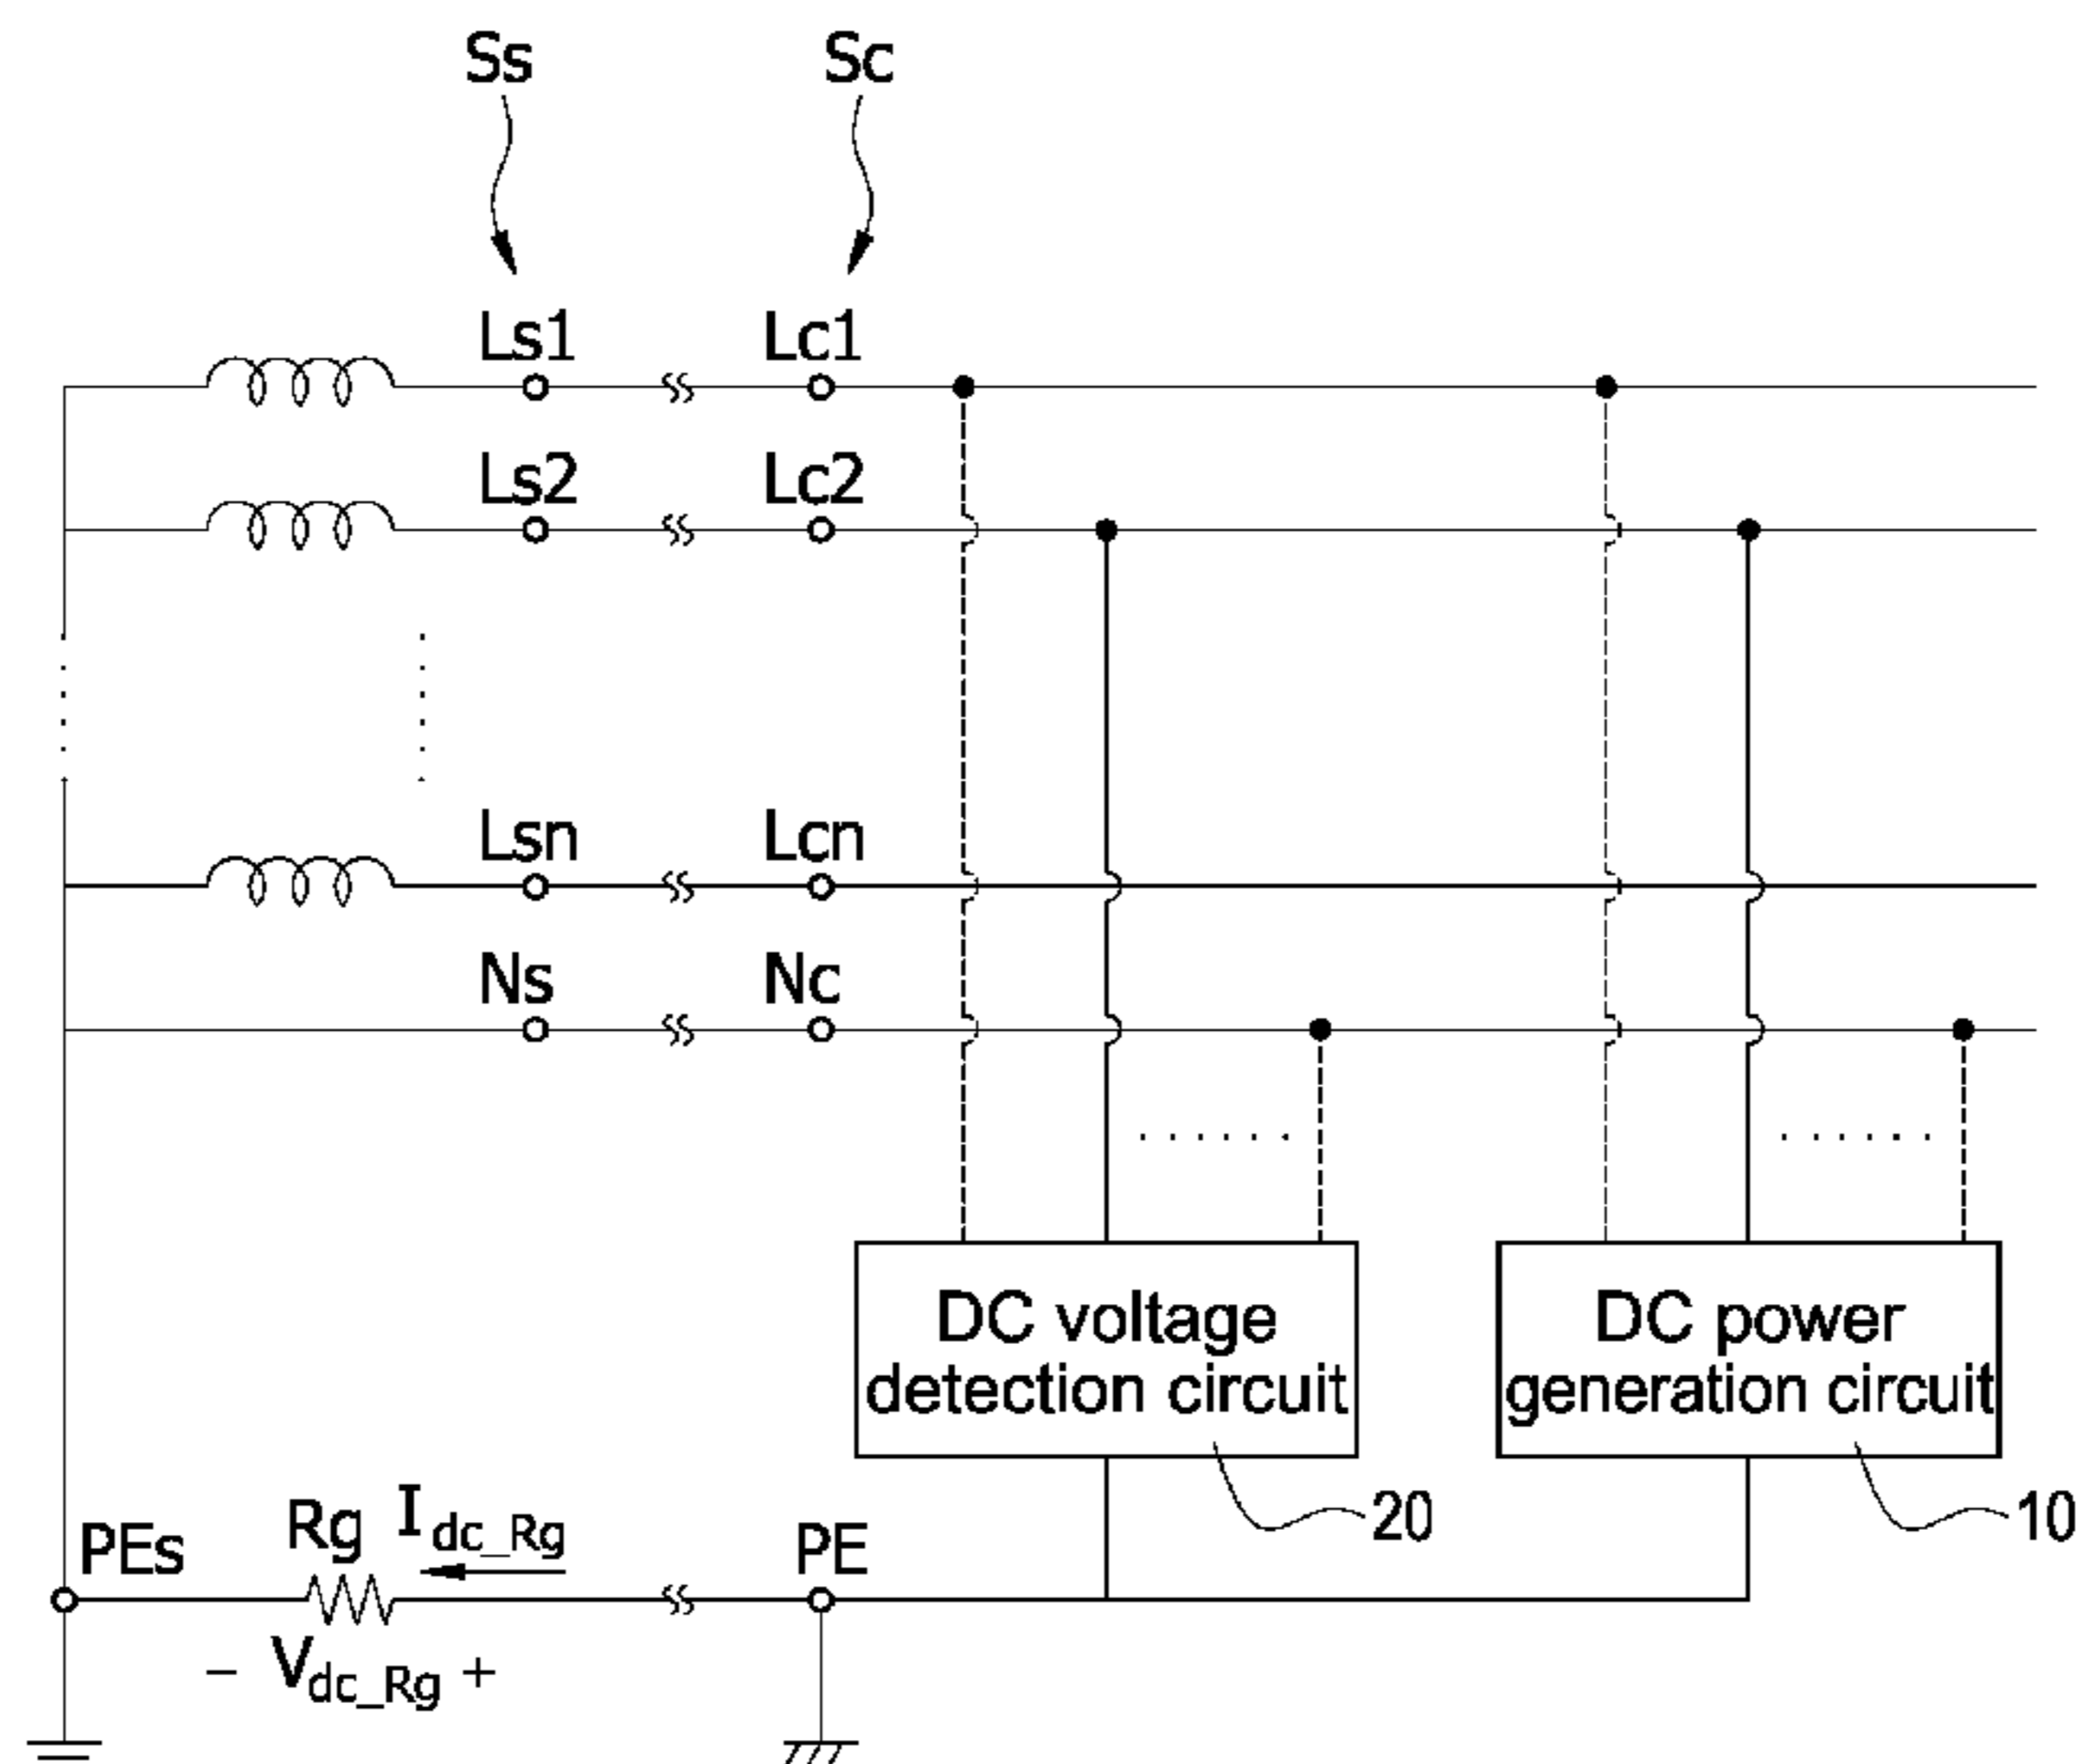 Ss Sc
Ls1 Lc1
Ls2 Lc2
Lsn Lcn
Ns Nc
DC voltage
detection circuit
DC power
generation circuit
20
10
PEs Rg Idc_Rg PE
- Vdc_Rg +